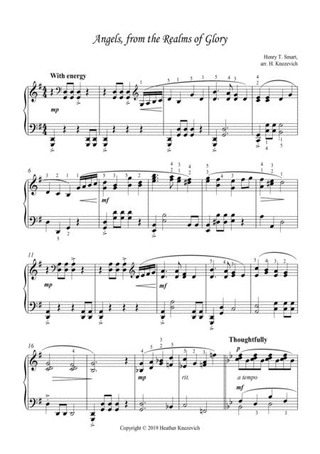 Angels, from the Realms of Glory
Henry T. Smart,
arr. H. Knezevich
With energy
mp
mf
6
mf
11
mp
mf
16
Thoughtfully
mp
rit.
p
a tempo
Copyright © 2019 Heather Knezevich